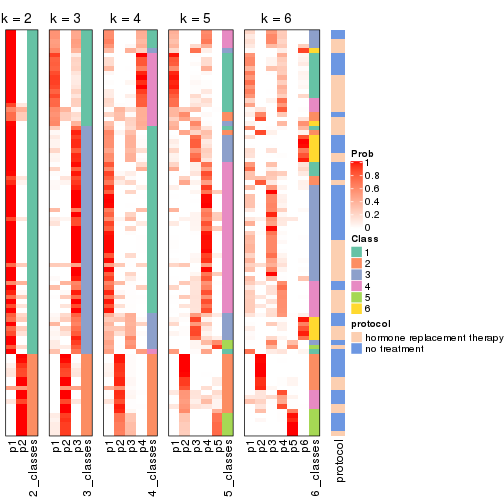 k = 2 k = 3 k = 4 k = 5 k = 6
Prob
1
0.8
0.6
0.4
0.2
0
Class
1
2
3
4
5
6
protocol
hormone replacement therapy
no treatment
p1 p2 2_classes p1 p2 p3 3_classes p1 p2 p3 p4 4_classes p1 p2 p3 p4 p5 5_classes p1 p2 p3 p4 p5 p6 6_classes protocol